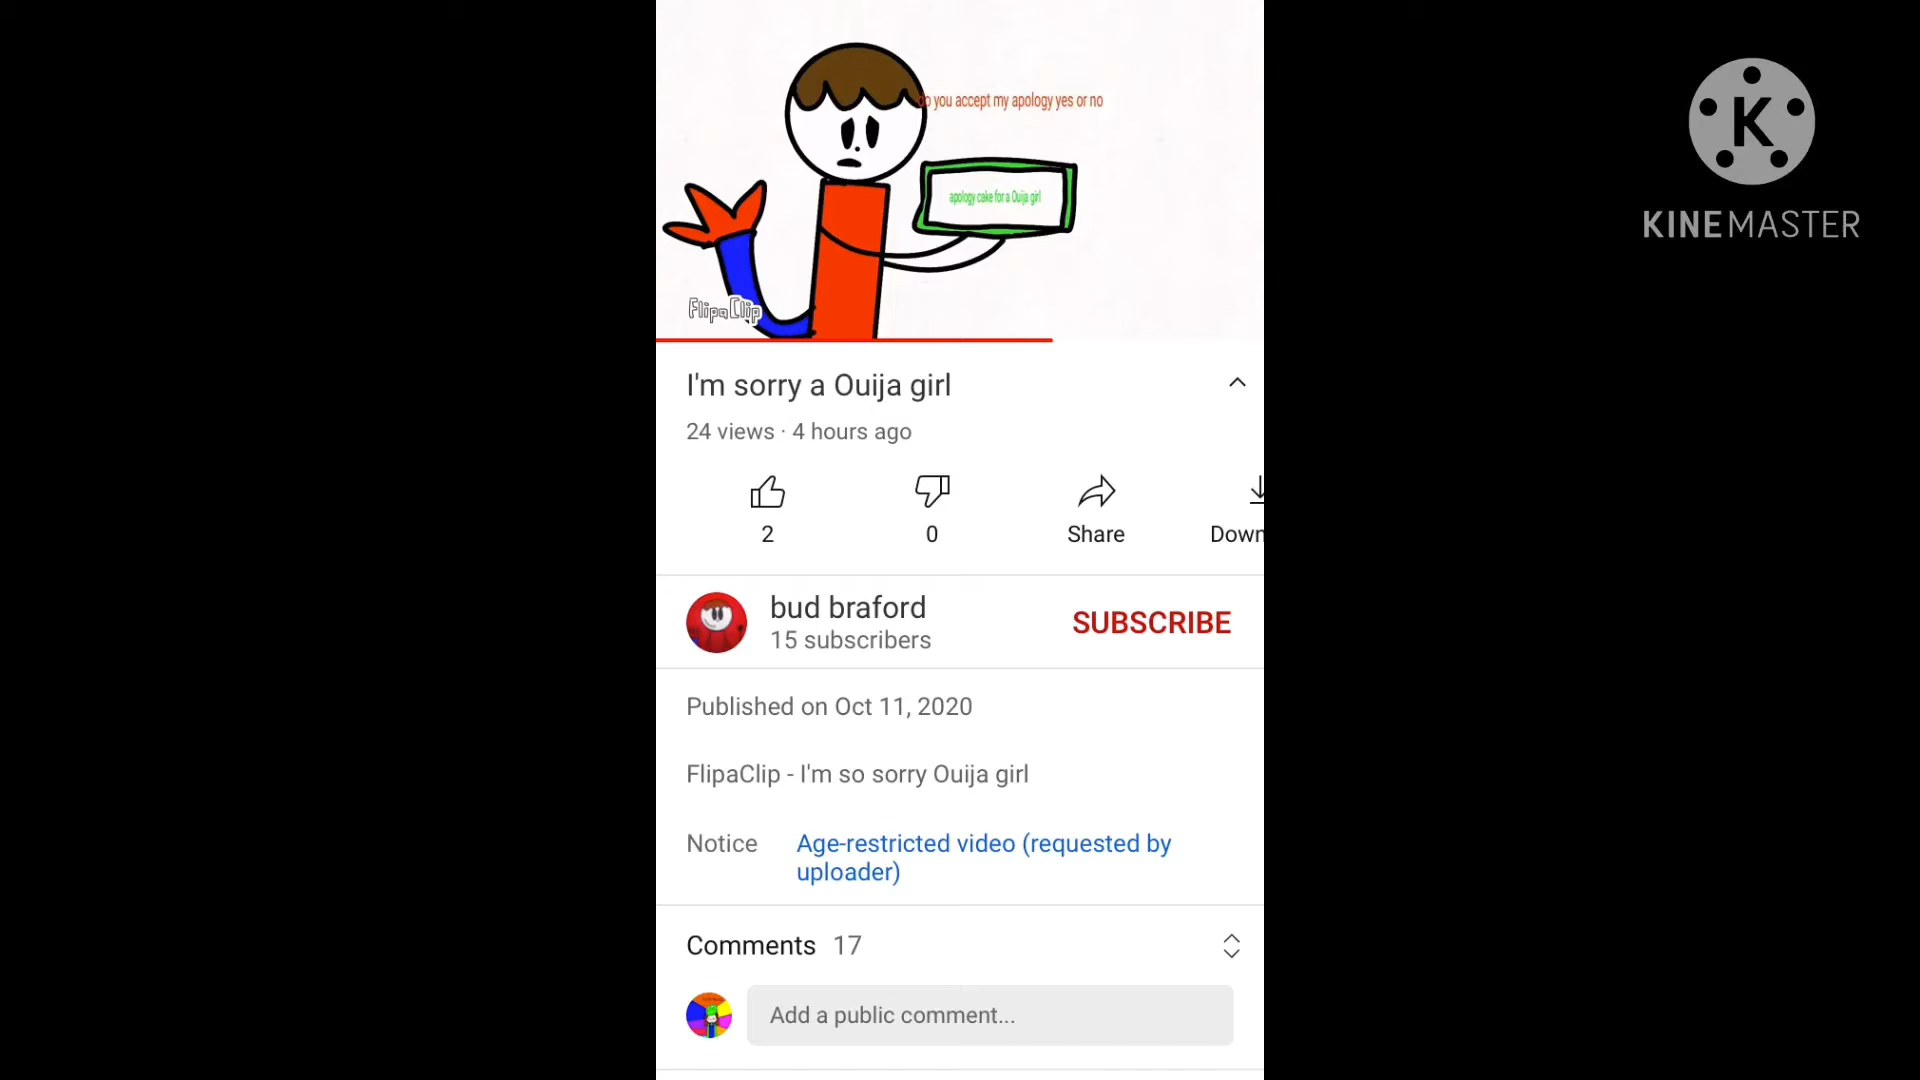 do you accept my apology yes or no
apology cake for a Ouija girl
FlipaClip
K
KINEMASTER
I'm sorry a Ouija girl
24 views · 4 hours ago
2
0
Share
Down
bud braford
15 subscribers
SUBSCRIBE
Published on Oct 11, 2020
FlipaClip - I'm so sorry Ouija girl
Notice Age-restricted video (requested by
uploader)
Comments 17
Add a public comment...